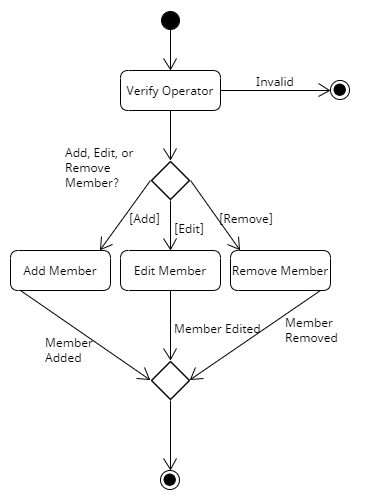 Invalid
Verify Operator
Add, Edit, or
Remove
Member?
[Add]
[Edit]
[Remove]
Add Member
Edit Member
Remove Member
Member
Added
Member Edited
Member
Removed